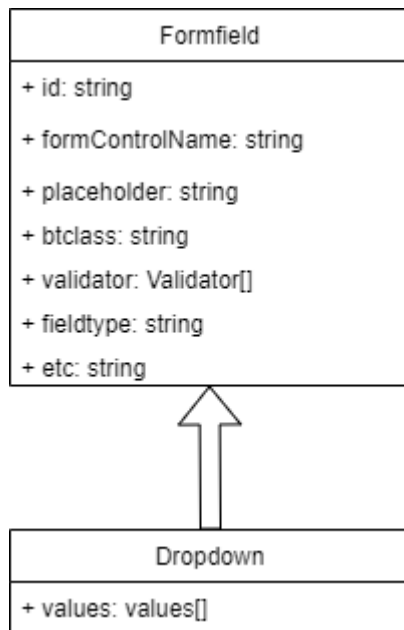 Formfield
+ id: string
+ formControlName: string
+ placeholder: string
+ btclass: string
+ validator: Validator[]
+ fieldtype: string
+ etc: string
Dropdown
+ values: values[]